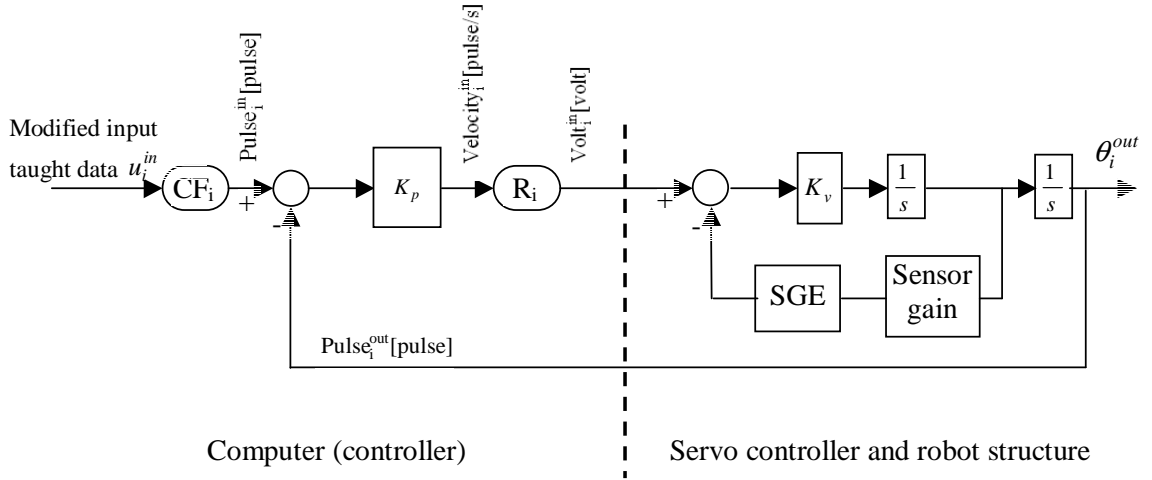 Modified input
taught data u_i^{in}
CF_i
Pulse_i^{in}[pulse]
+
-
K_p
Velocity_i^{in}[pulse/s]
R_i
Volt_i^{in}[volt]
+
-
K_v
1
s
1
s
θ_i^{out}
SGE
Sensor
gain
Pulse_i^{out}[pulse]
Computer (controller)
Servo controller and robot structure